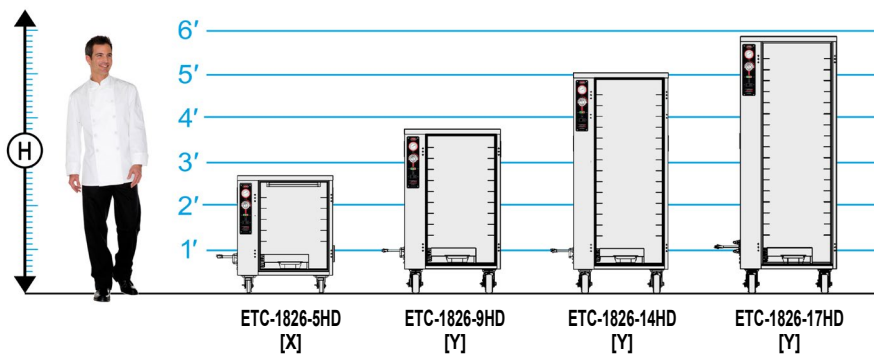 H
6'
5'
4'
3'
2'
1'
ETC-1826-5HD
[X]
ETC-1826-9HD
[Y]
ETC-1826-14HD
[Y]
ETC-1826-17HD
[Y]